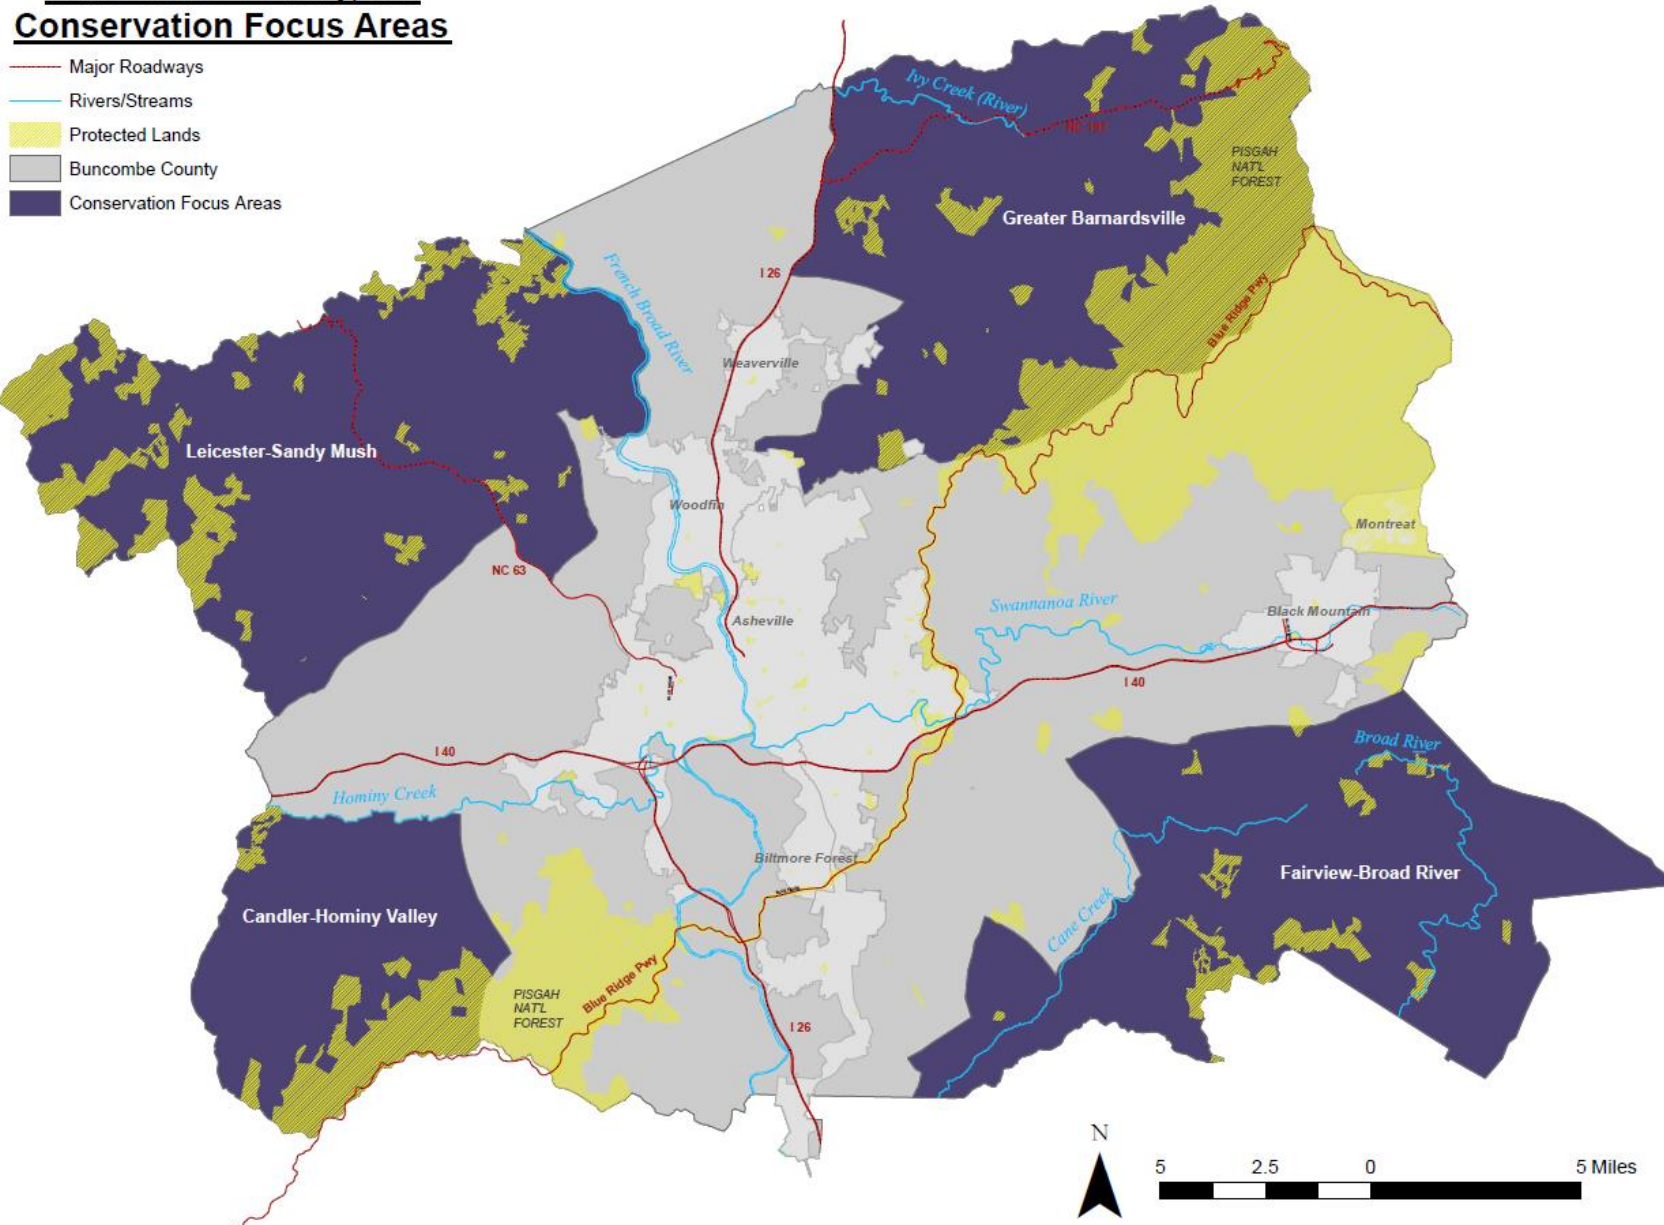 Conservation Focus Areas
Major Roadways
Rivers/Streams
Protected Lands
Buncombe County
Conservation Focus Areas
Ivy Creek (River)
NC 197
PISGAH
NAT'L
FOREST
Greater Barnardsville
French Broad River
I 26
Blue Ridge Pwy
Weaverville
Leicester-Sandy Mush
Woodfin
Montreat
NC 63
Swannanoa River
Black Mountain
Asheville
I 40
I 40
Broad River
Hominy Creek
Biltmore Forest
Fairview-Broad River
Candler-Hominy Valley
Cane Creek
Blue Ridge Pwy
PISGAH
NAT'L
FOREST
I 26
N
5 2.5 0 5 Miles